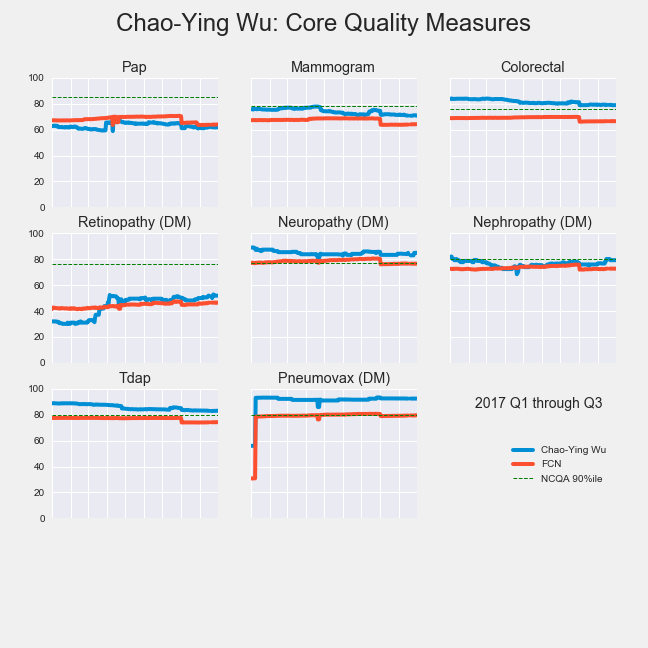 Chao-Ying Wu: Core Quality Measures
Pap
Mammogram
Colorectal
100
80
60
40
20
0
Retinopathy (DM)
Neuropathy (DM)
Nephropathy (DM)
100
80
60
40
20
0
Tdap
Pneumovax (DM)
100
80
60
40
20
0
2017 Q1 through Q3
Chao-Ying Wu
FCN
NCQA 90%ile